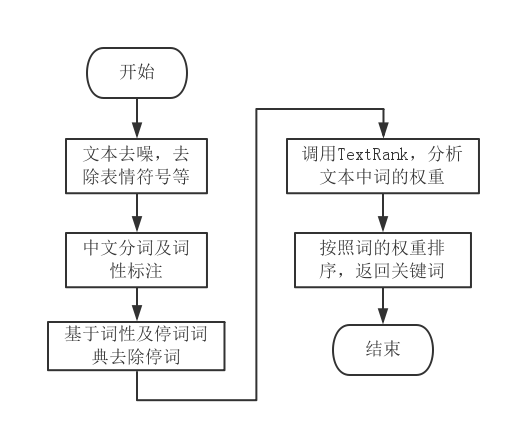 开始
文本去噪，去
除表情符号等
中文分词及词
性标注
基于词性及停词词
典去除停词
调用TextRank，分析
文本中词的权重
按照词的权重排
序，返回关键词
结束